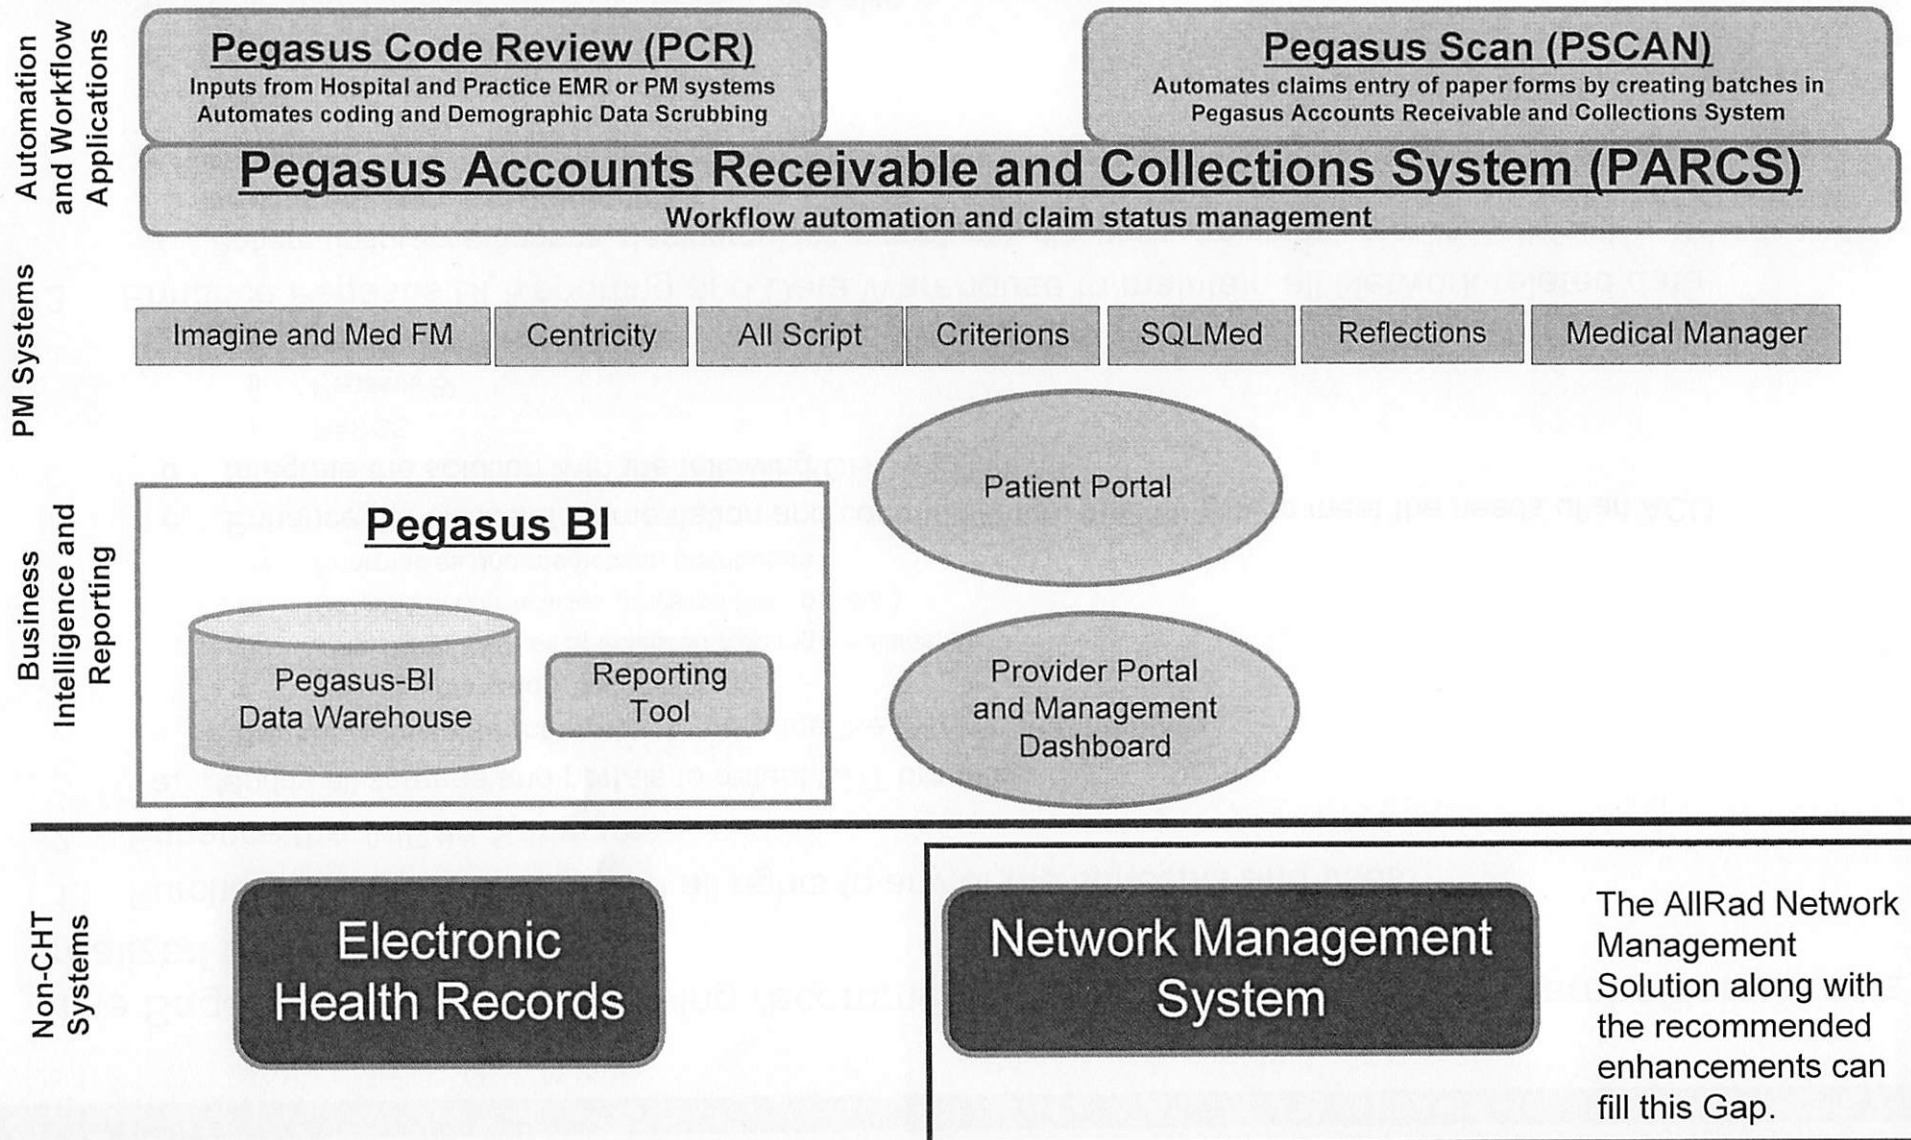 Automation
and Workflow
Applications
Pegasus Code Review (PCR)
Inputs from Hospital and Practice EMR or PM systems
Automates coding and Demographic Data Scrubbing
Pegasus Scan (PSCAN)
Automates claims entry of paper forms by creating batches in
Pegasus Accounts Receivable and Collections System
Pegasus Accounts Receivable and Collections System (PARCS)
Workflow automation and claim status management
PM Systems
Imagine and Med FM
Centricity
All Script
Criterions
SQLMed
Reflections
Medical Manager
Business
Intelligence and
Reporting
Pegasus BI
Pegasus-BI
Data Warehouse
Reporting
Tool
Patient Portal
Provider Portal
and Management
Dashboard
Non-CHT
Systems
Electronic
Health Records
Network Management
System
The AllRad Network
Management
Solution along with
the recommended
enhancements can
fill this Gap.